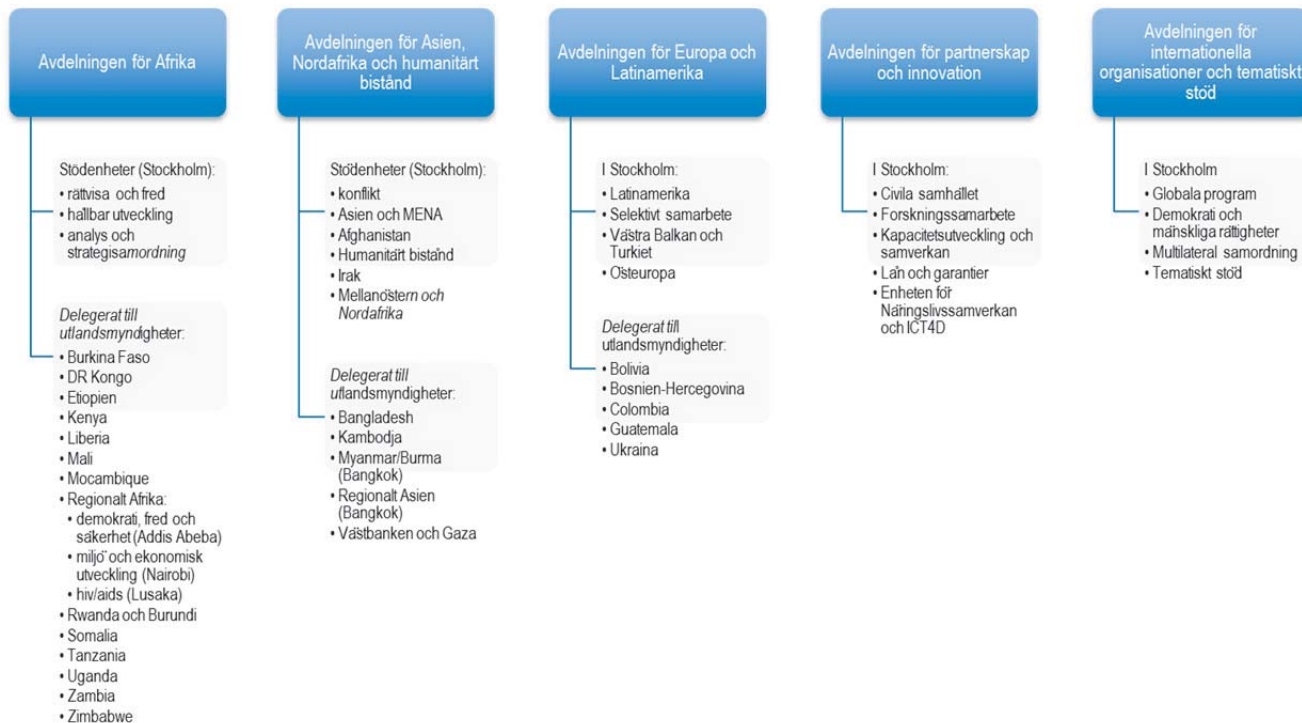 Avdelningen för Afrika
Stödenheter (Stockholm):
• rättvisa och fred
• hållbar utveckling
• analys och
strategisamordning
Delegerat till
utlandsmyndigheter:
• Burkina Faso
• DR Kongo
• Etiopien
• Kenya
• Liberia
• Mali
• Mocambique
• Regionalt Afrika:
• demokrati, fred och
säkerhet (Addis Abeba)
• miljö och ekonomisk
utveckling (Nairobi)
• hiv/aids (Lusaka)
• Rwanda och Burundi
• Somalia
• Tanzania
• Uganda
• Zambia
• Zimbabwe
Avdelningen för Asien,
Nordafrika och humanitärt
bistånd
Stödenheter (Stockholm):
• konflikt
• Asien och MENA
• Afghanistan
• Humanitärt bistånd
• Irak
• Mellanöstern och
Nordafrika
Delegerat till
utlandsmyndigheter:
• Bangladesh
• Kambodja
• Myanmar/Burma
(Bangkok)
• Regionalt Asien
(Bangkok)
• Västbanken och Gaza
Avdelningen för Europa och
Latinamerika
I Stockholm:
• Latinamerika
• Selektivt samarbete
• Västra Balkan och
Turkiet
• Östeuropa
Delegerat till
utlandsmyndigheter:
• Bolivia
• Bosnien-Hercegovina
• Colombia
• Guatemala
• Ukraina
Avdelningen för partnerskap
och innovation
I Stockholm:
• Civila samhället
• Forskningssamarbete
• Kapacitetsutveckling och
samverkan
• Lån och garantier
• Enheten för
Näringslivssamverkan
och ICT4D
Avdelningen för
internationella
organisationer och tematiskt
stöd
I Stockholm
• Globala program
• Demokrati och
mänskliga rättigheter
• Multilateral samordning
• Tematiskt stöd